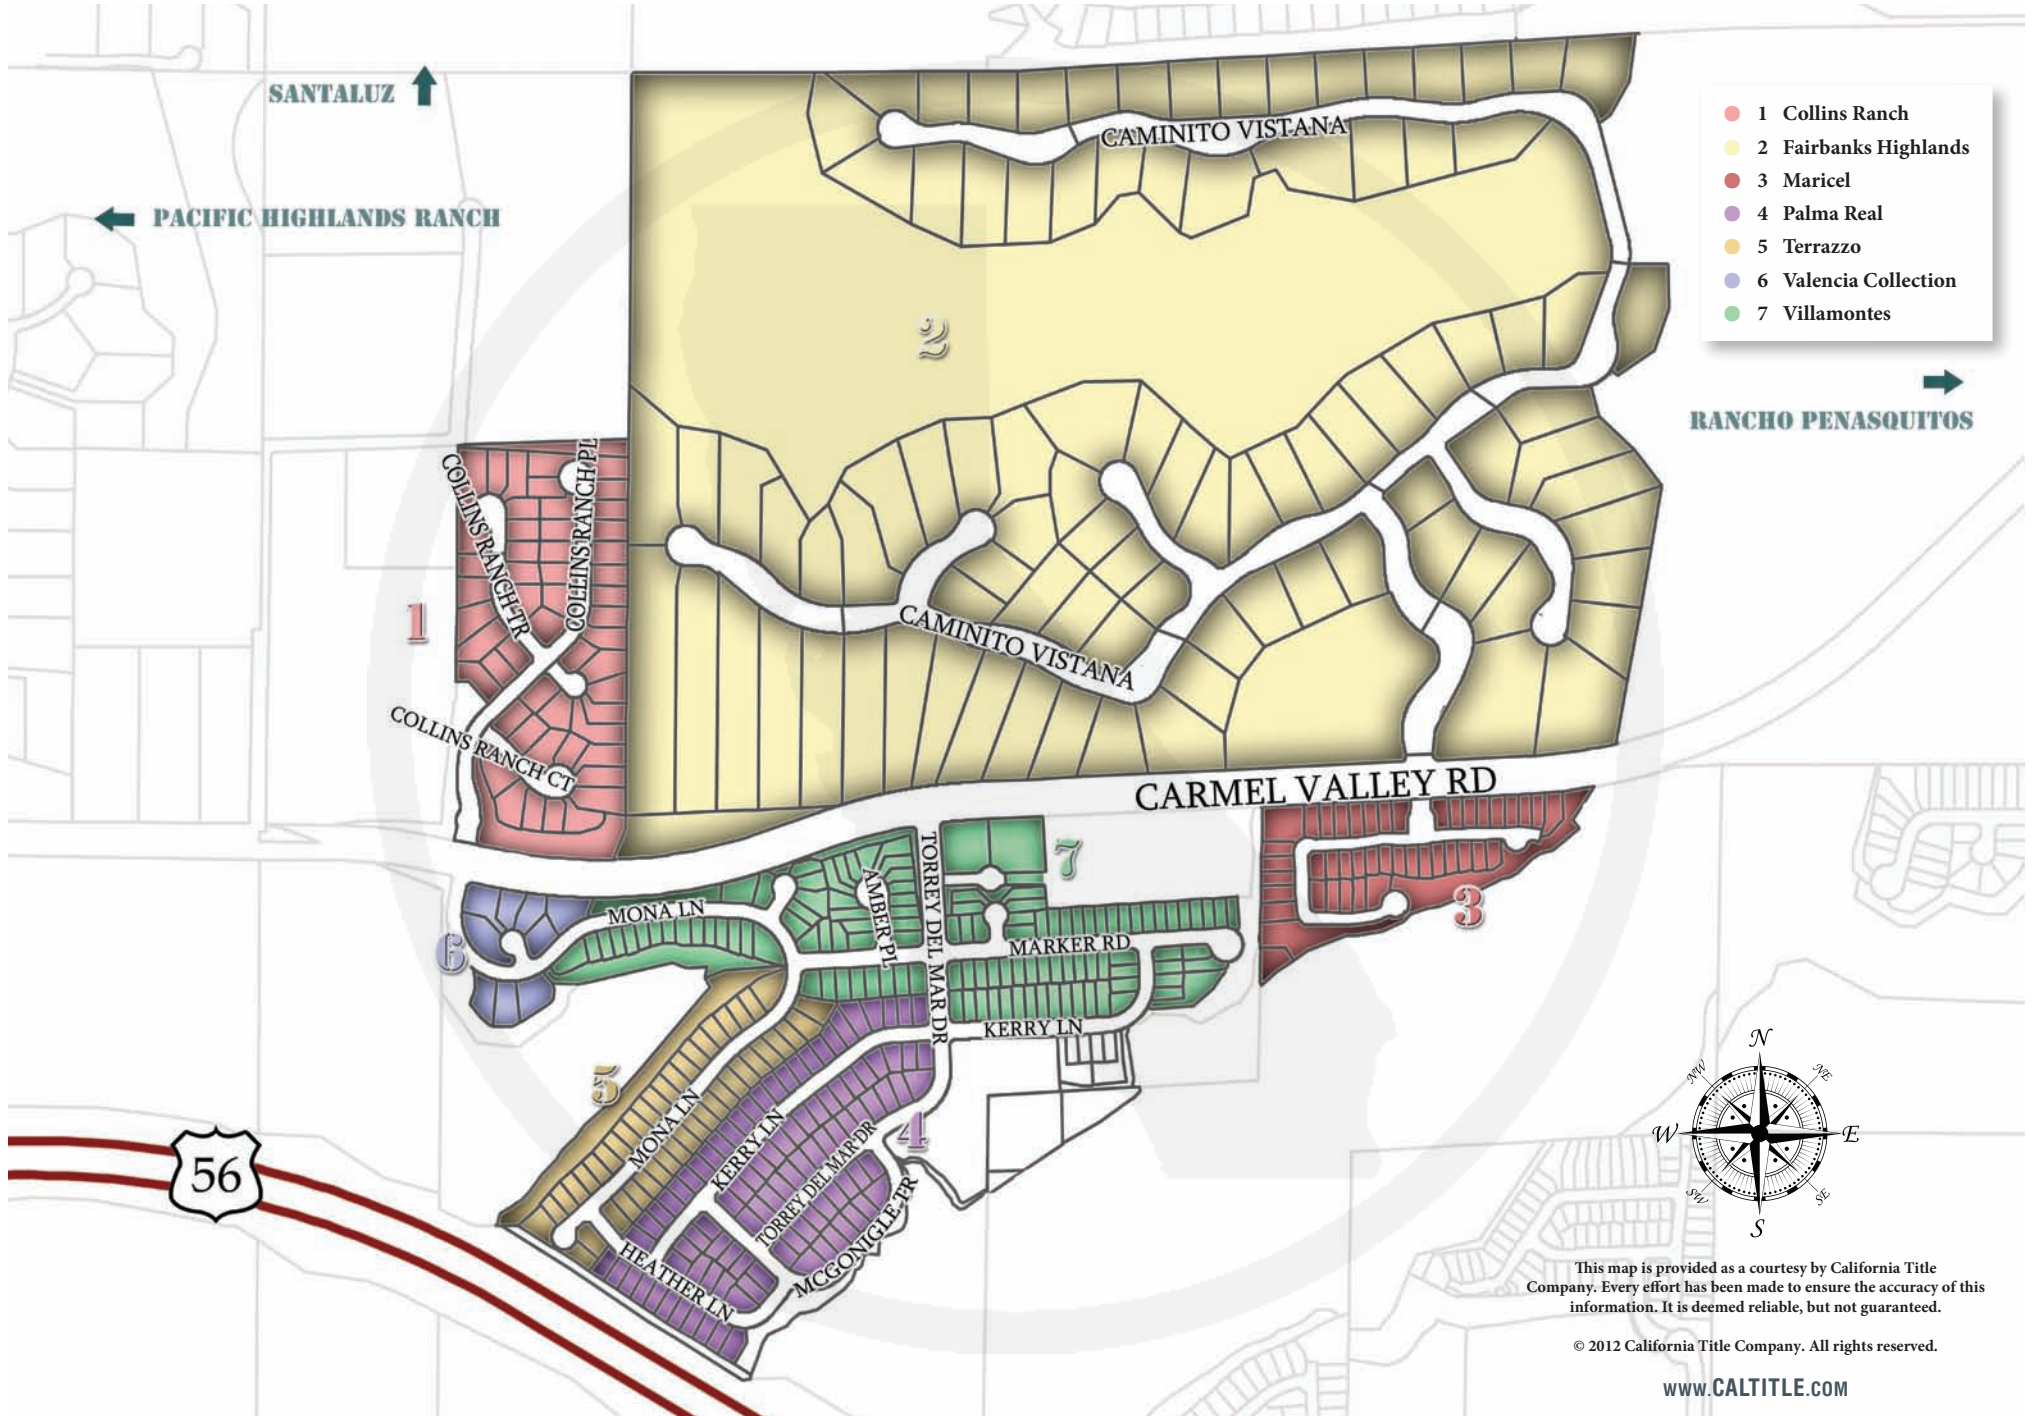 SANTALUZ
PACIFIC HIGHLANDS RANCH
1 Collins Ranch
2 Fairbanks Highlands
3 Maricel
4 Palma Real
5 Terrazzo
6 Valencia Collection
7 Villamontes
RANCHO PENASQUITOS
CAMINITO VISTANA
2
COLLINS RANCH TR
COLLINS RANCH PL
1
CAMINITO VISTANA
COLLINS RANCH CT
CARMEL VALLEY RD
TORREY DEL MAR DR
7
AMBER PL
MONA LN
3
6
MARKER RD
KERRY LN
5
MONA LN
KERRY LN
TORREY DEL MAR DR
4
MCGONIGLE TR
HEATHER LN
56
N
NW
NE
W
E
SW
SE
S
This map is provided as a courtesy by California Title
Company. Every effort has been made to ensure the accuracy of this
information. It is deemed reliable, but not guaranteed.
© 2012 California Title Company. All rights reserved.
www.CALTITLE.COM